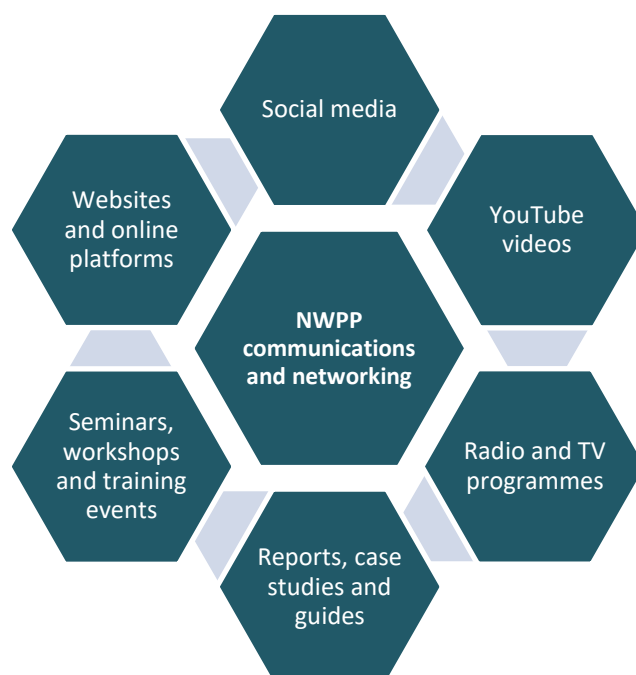 Social media
Websites
and online
platforms
YouTube
videos
NWPP
communications
and networking
Seminars,
workshops
and training
events
Radio and TV
programmes
Reports, case
studies and
guides